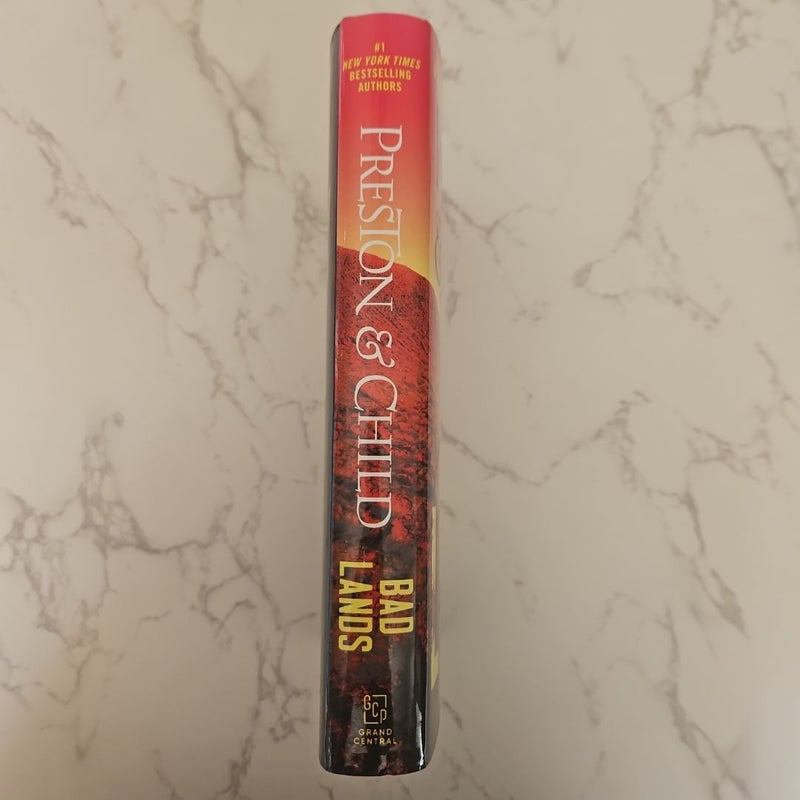 #1
NEW YORK TIMES
BESTSELLING
AUTHORS
PRESTON & CHILD
BAD
LANDS
GCP
GRAND
CENTRAL